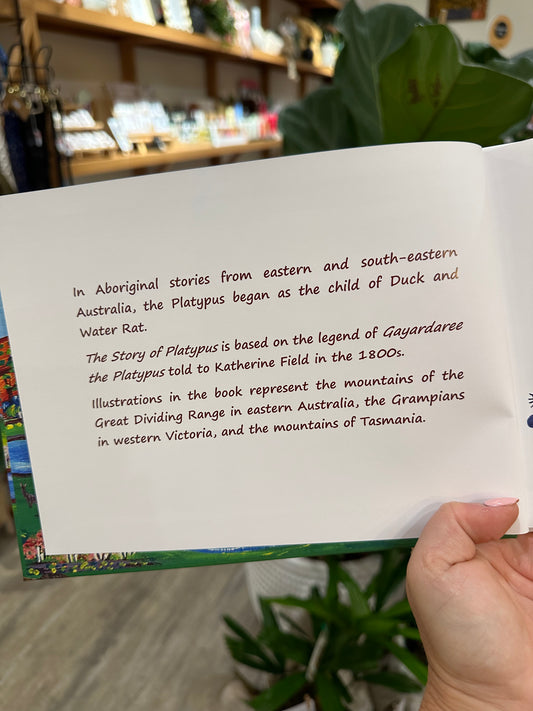 In Aboriginal stories from eastern and south-eastern
Australia, the Platypus began as the child of Duck and
Water Rat.
The Story of Platypus is based on the legend of Gayardaree
the Platypus told to Katherine Field in the 1800s.
Illustrations in the book represent the mountains of the
Great Dividing Range in eastern Australia, the Grampians
in western Victoria, and the mountains of Tasmania.